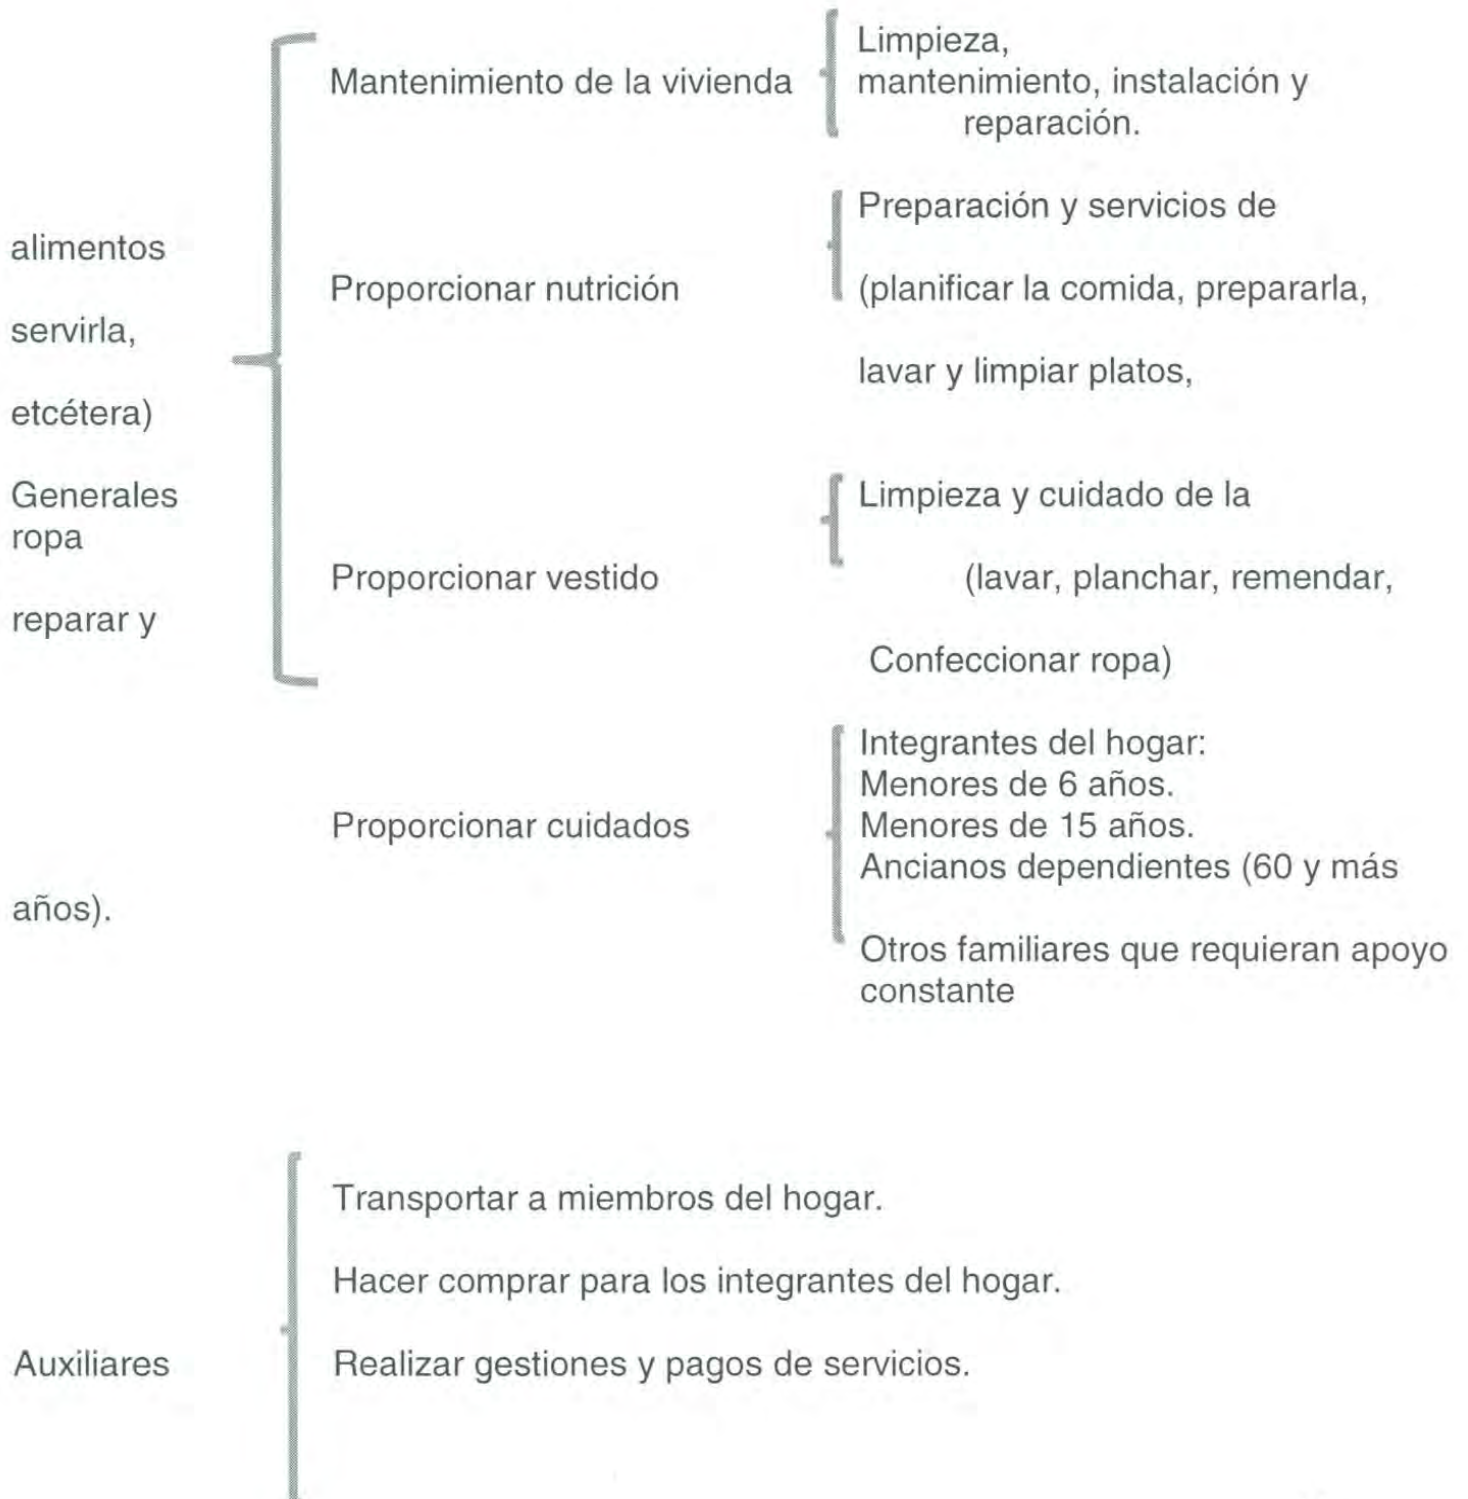 Limpieza,
Mantenimiento de la vivienda mantenimiento, instalación y
reparación.
Preparación y servicios de
alimentos
Proporcionar nutrición (planificar la comida, prepararla,
servirla,
lavar y limpiar platos,
etcétera)
Generales Limpieza y cuidado de la
ropa
Proporcionar vestido (lavar, planchar, remendar,
reparar y
Confeccionar ropa)
Integrantes del hogar:
Menores de 6 años.
Proporcionar cuidados Menores de 15 años.
Ancianos dependientes (60 y más
años).
Otros familiares que requieran apoyo
constante
Transportar a miembros del hogar.
Hacer comprar para los integrantes del hogar.
Auxiliares Realizar gestiones y pagos de servicios.